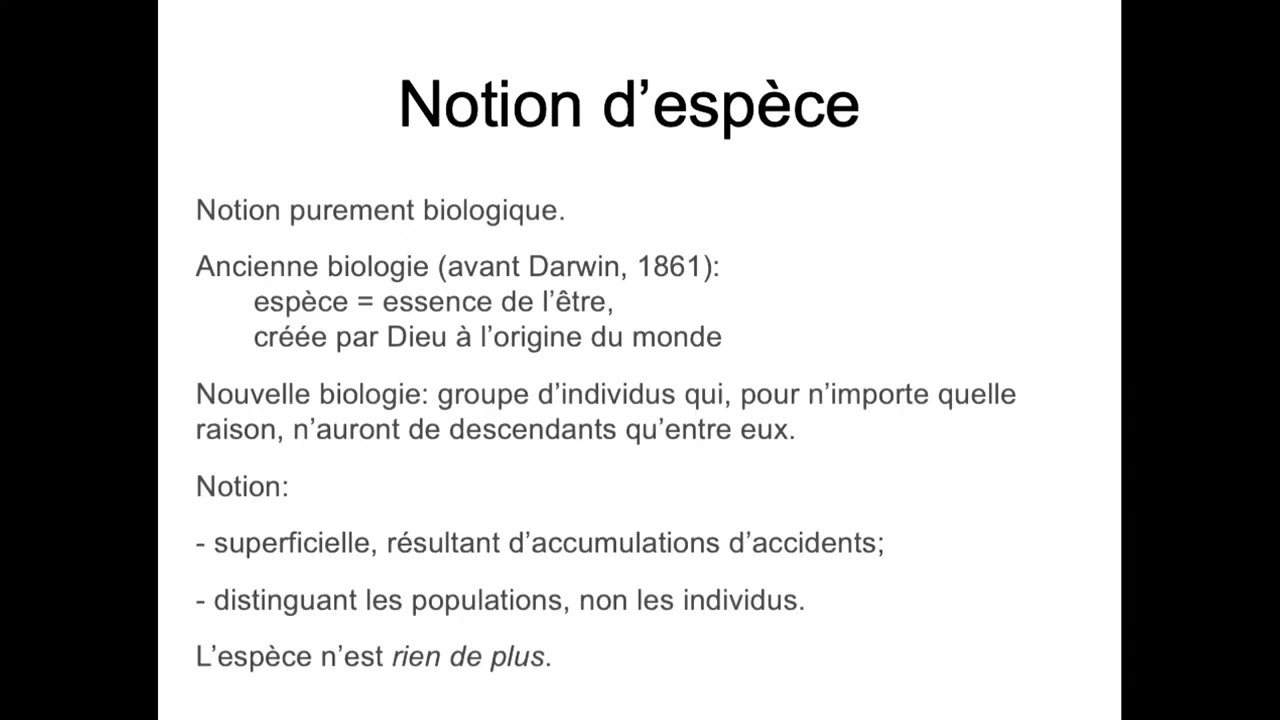 Notion d’espèce
Notion purement biologique.
Ancienne biologie (avant Darwin, 1861):
espèce = essence de l’être,
créée par Dieu à l’origine du monde
Nouvelle biologie: groupe d’individus qui, pour n’importe quelle
raison, n’auront de descendants qu’entre eux.
Notion:
- superficielle, résultant d’accumulations d’accidents;
- distinguant les populations, non les individus.
L’espèce n’est rien de plus.